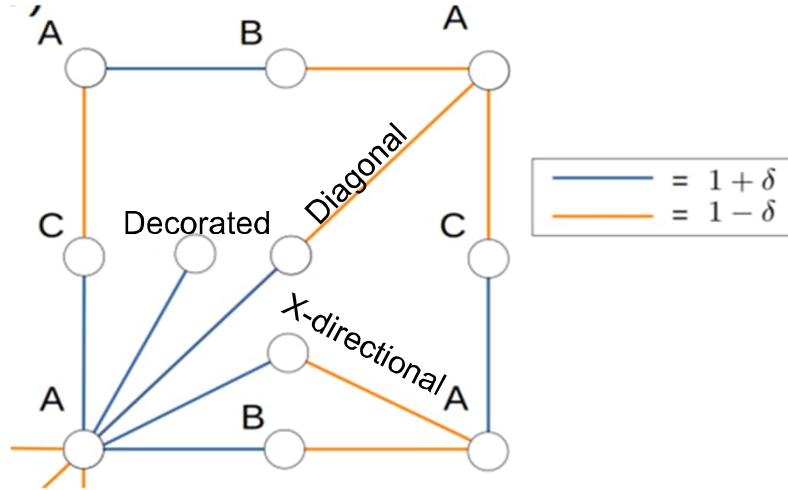 A
B
A
= 1 + δ
= 1 − δ
Diagonal
C
Decorated
C
X-directional
A
B
A